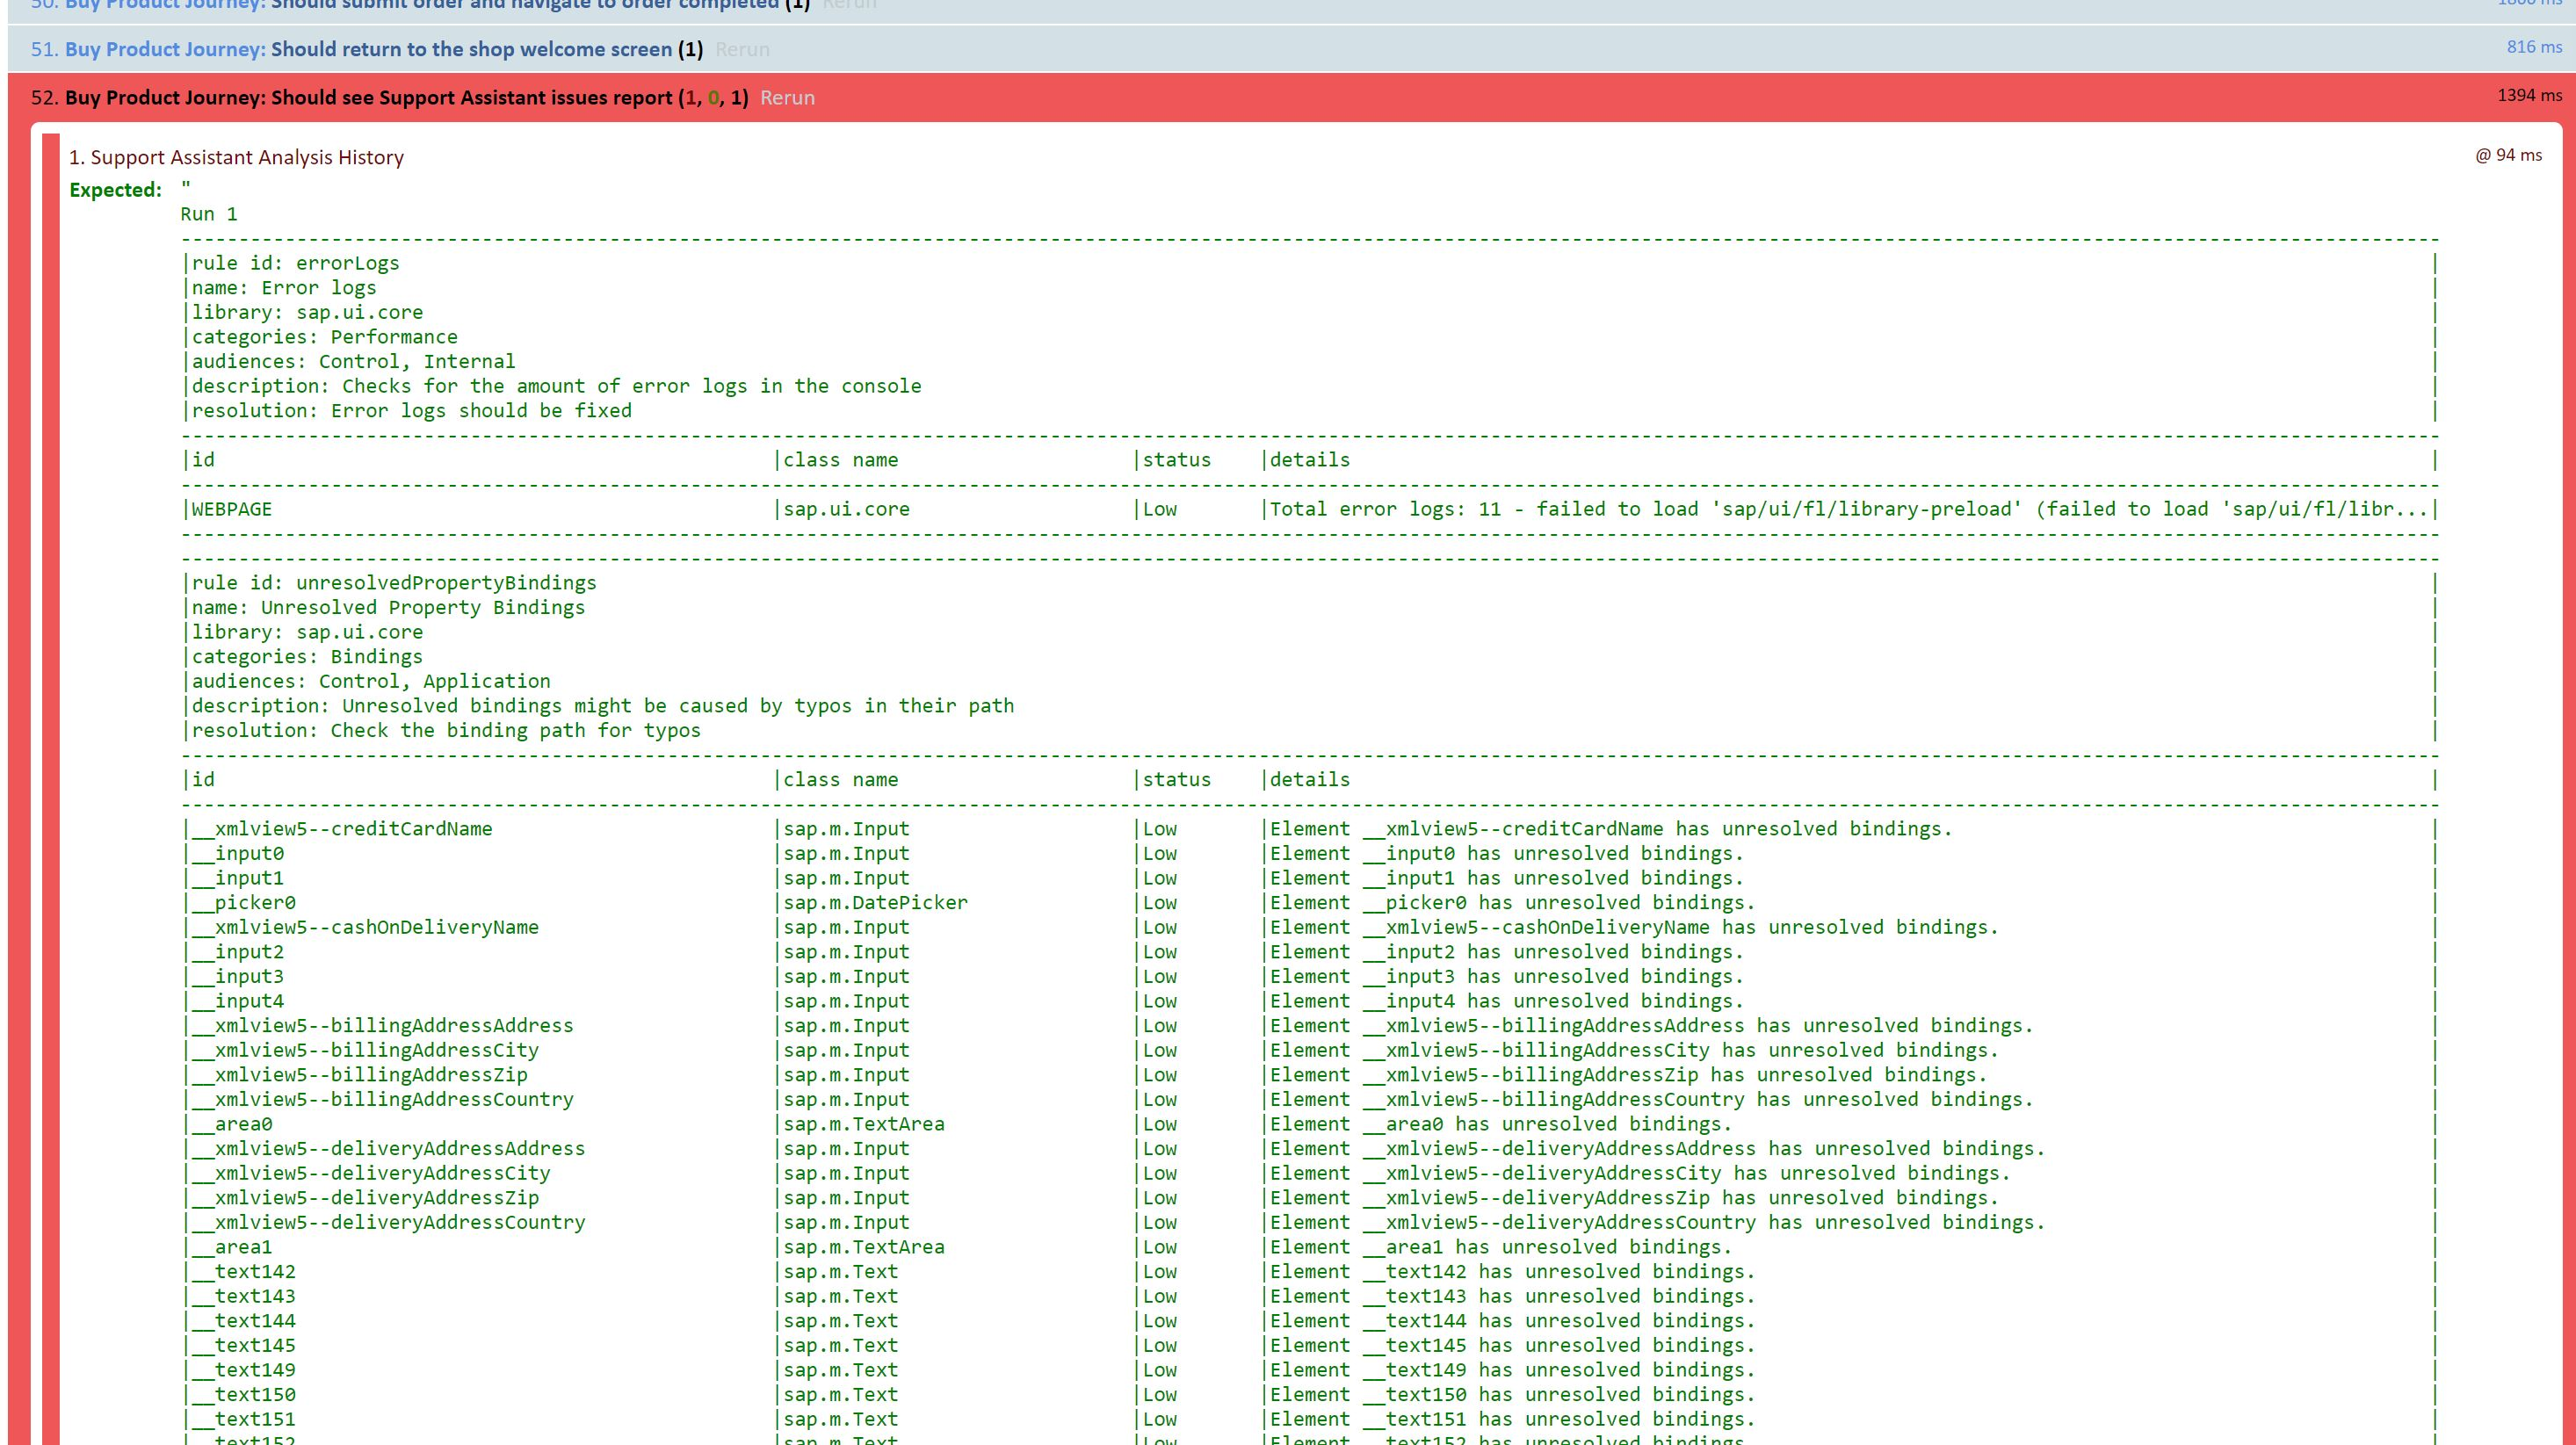 50. Buy Product Journey: Should submit order and navigate to order completed (1) Rerun
51. Buy Product Journey: Should return to the shop welcome screen (1) Rerun 816 ms
52. Buy Product Journey: Should see Support Assistant issues report (1, 0, 1) Rerun 1394 ms
1. Support Assistant Analysis History @ 94 ms
Expected: "
Run 1
|rule id: errorLogs |
|name: Error logs |
|library: sap.ui.core |
|categories: Performance |
|audiences: Control, Internal |
|description: Checks for the amount of error logs in the console |
|resolution: Error logs should be fixed |
|id |class name |status |details |
|WEBPAGE |sap.ui.core |Low |Total error logs: 11 - failed to load 'sap/ui/fl/library-preload' (failed to load 'sap/ui/fl/libr...|
|rule id: unresolvedPropertyBindings |
|name: Unresolved Property Bindings |
|library: sap.ui.core |
|categories: Bindings |
|audiences: Control, Application |
|description: Unresolved bindings might be caused by typos in their path |
|resolution: Check the binding path for typos |
|id |class name |status |details |
|__xmlview5--creditCardName |sap.m.Input |Low |Element __xmlview5--creditCardName has unresolved bindings. |
|__input0 |sap.m.Input |Low |Element __input0 has unresolved bindings. |
|__input1 |sap.m.Input |Low |Element __input1 has unresolved bindings. |
|__picker0 |sap.m.DatePicker |Low |Element __picker0 has unresolved bindings. |
|__xmlview5--cashOnDeliveryName |sap.m.Input |Low |Element __xmlview5--cashOnDeliveryName has unresolved bindings. |
|__input2 |sap.m.Input |Low |Element __input2 has unresolved bindings. |
|__input3 |sap.m.Input |Low |Element __input3 has unresolved bindings. |
|__input4 |sap.m.Input |Low |Element __input4 has unresolved bindings. |
|__xmlview5--billingAddressAddress |sap.m.Input |Low |Element __xmlview5--billingAddressAddress has unresolved bindings. |
|__xmlview5--billingAddressCity |sap.m.Input |Low |Element __xmlview5--billingAddressCity has unresolved bindings. |
|__xmlview5--billingAddressZip |sap.m.Input |Low |Element __xmlview5--billingAddressZip has unresolved bindings. |
|__xmlview5--billingAddressCountry |sap.m.Input |Low |Element __xmlview5--billingAddressCountry has unresolved bindings. |
|__area0 |sap.m.TextArea |Low |Element __area0 has unresolved bindings. |
|__xmlview5--deliveryAddressAddress |sap.m.Input |Low |Element __xmlview5--deliveryAddressAddress has unresolved bindings. |
|__xmlview5--deliveryAddressCity |sap.m.Input |Low |Element __xmlview5--deliveryAddressCity has unresolved bindings. |
|__xmlview5--deliveryAddressZip |sap.m.Input |Low |Element __xmlview5--deliveryAddressZip has unresolved bindings. |
|__xmlview5--deliveryAddressCountry |sap.m.Input |Low |Element __xmlview5--deliveryAddressCountry has unresolved bindings. |
|__area1 |sap.m.TextArea |Low |Element __area1 has unresolved bindings. |
|__text142 |sap.m.Text |Low |Element __text142 has unresolved bindings. |
|__text143 |sap.m.Text |Low |Element __text143 has unresolved bindings. |
|__text144 |sap.m.Text |Low |Element __text144 has unresolved bindings. |
|__text145 |sap.m.Text |Low |Element __text145 has unresolved bindings. |
|__text149 |sap.m.Text |Low |Element __text149 has unresolved bindings. |
|__text150 |sap.m.Text |Low |Element __text150 has unresolved bindings. |
|__text151 |sap.m.Text |Low |Element __text151 has unresolved bindings. |
|__text152 |sap.m.Text |Low |Element __text152 has unresolved bindings. |